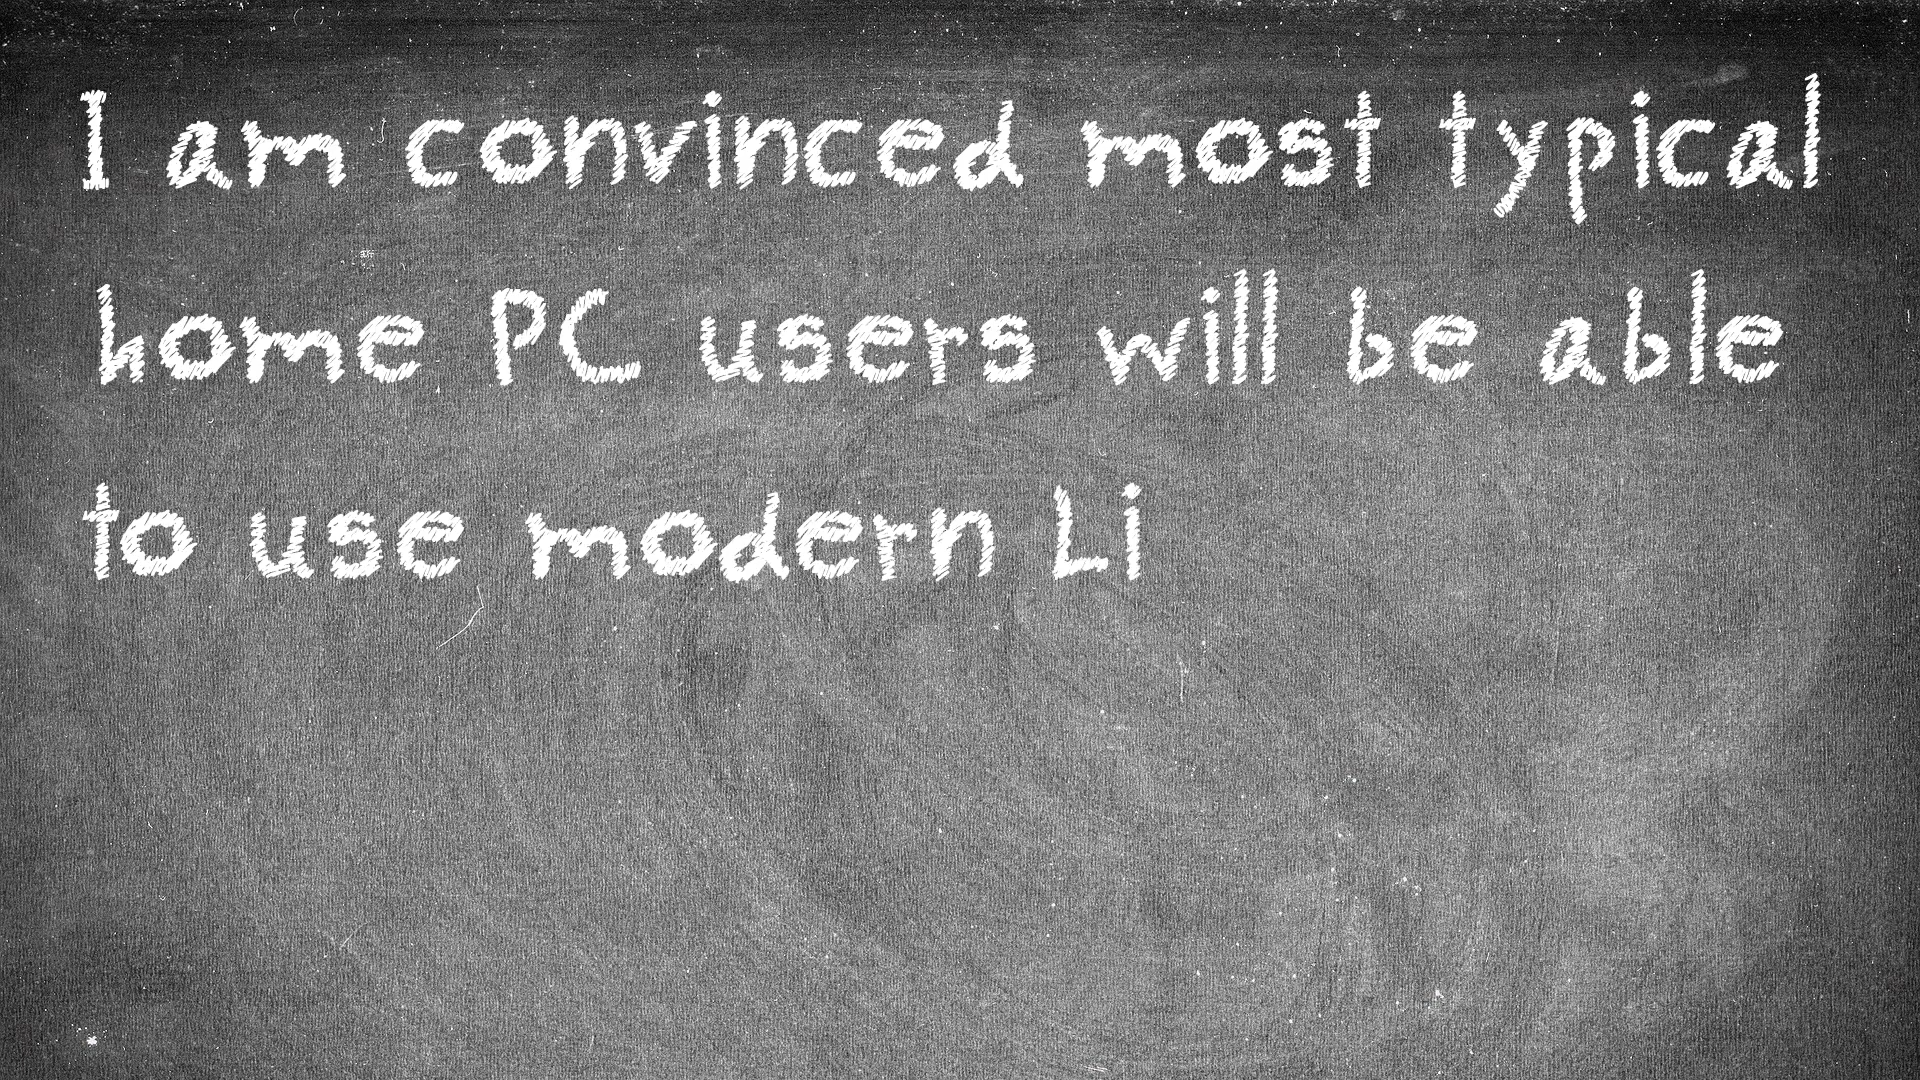 I am convinced most typical
home PC users will be able
to use modern Li